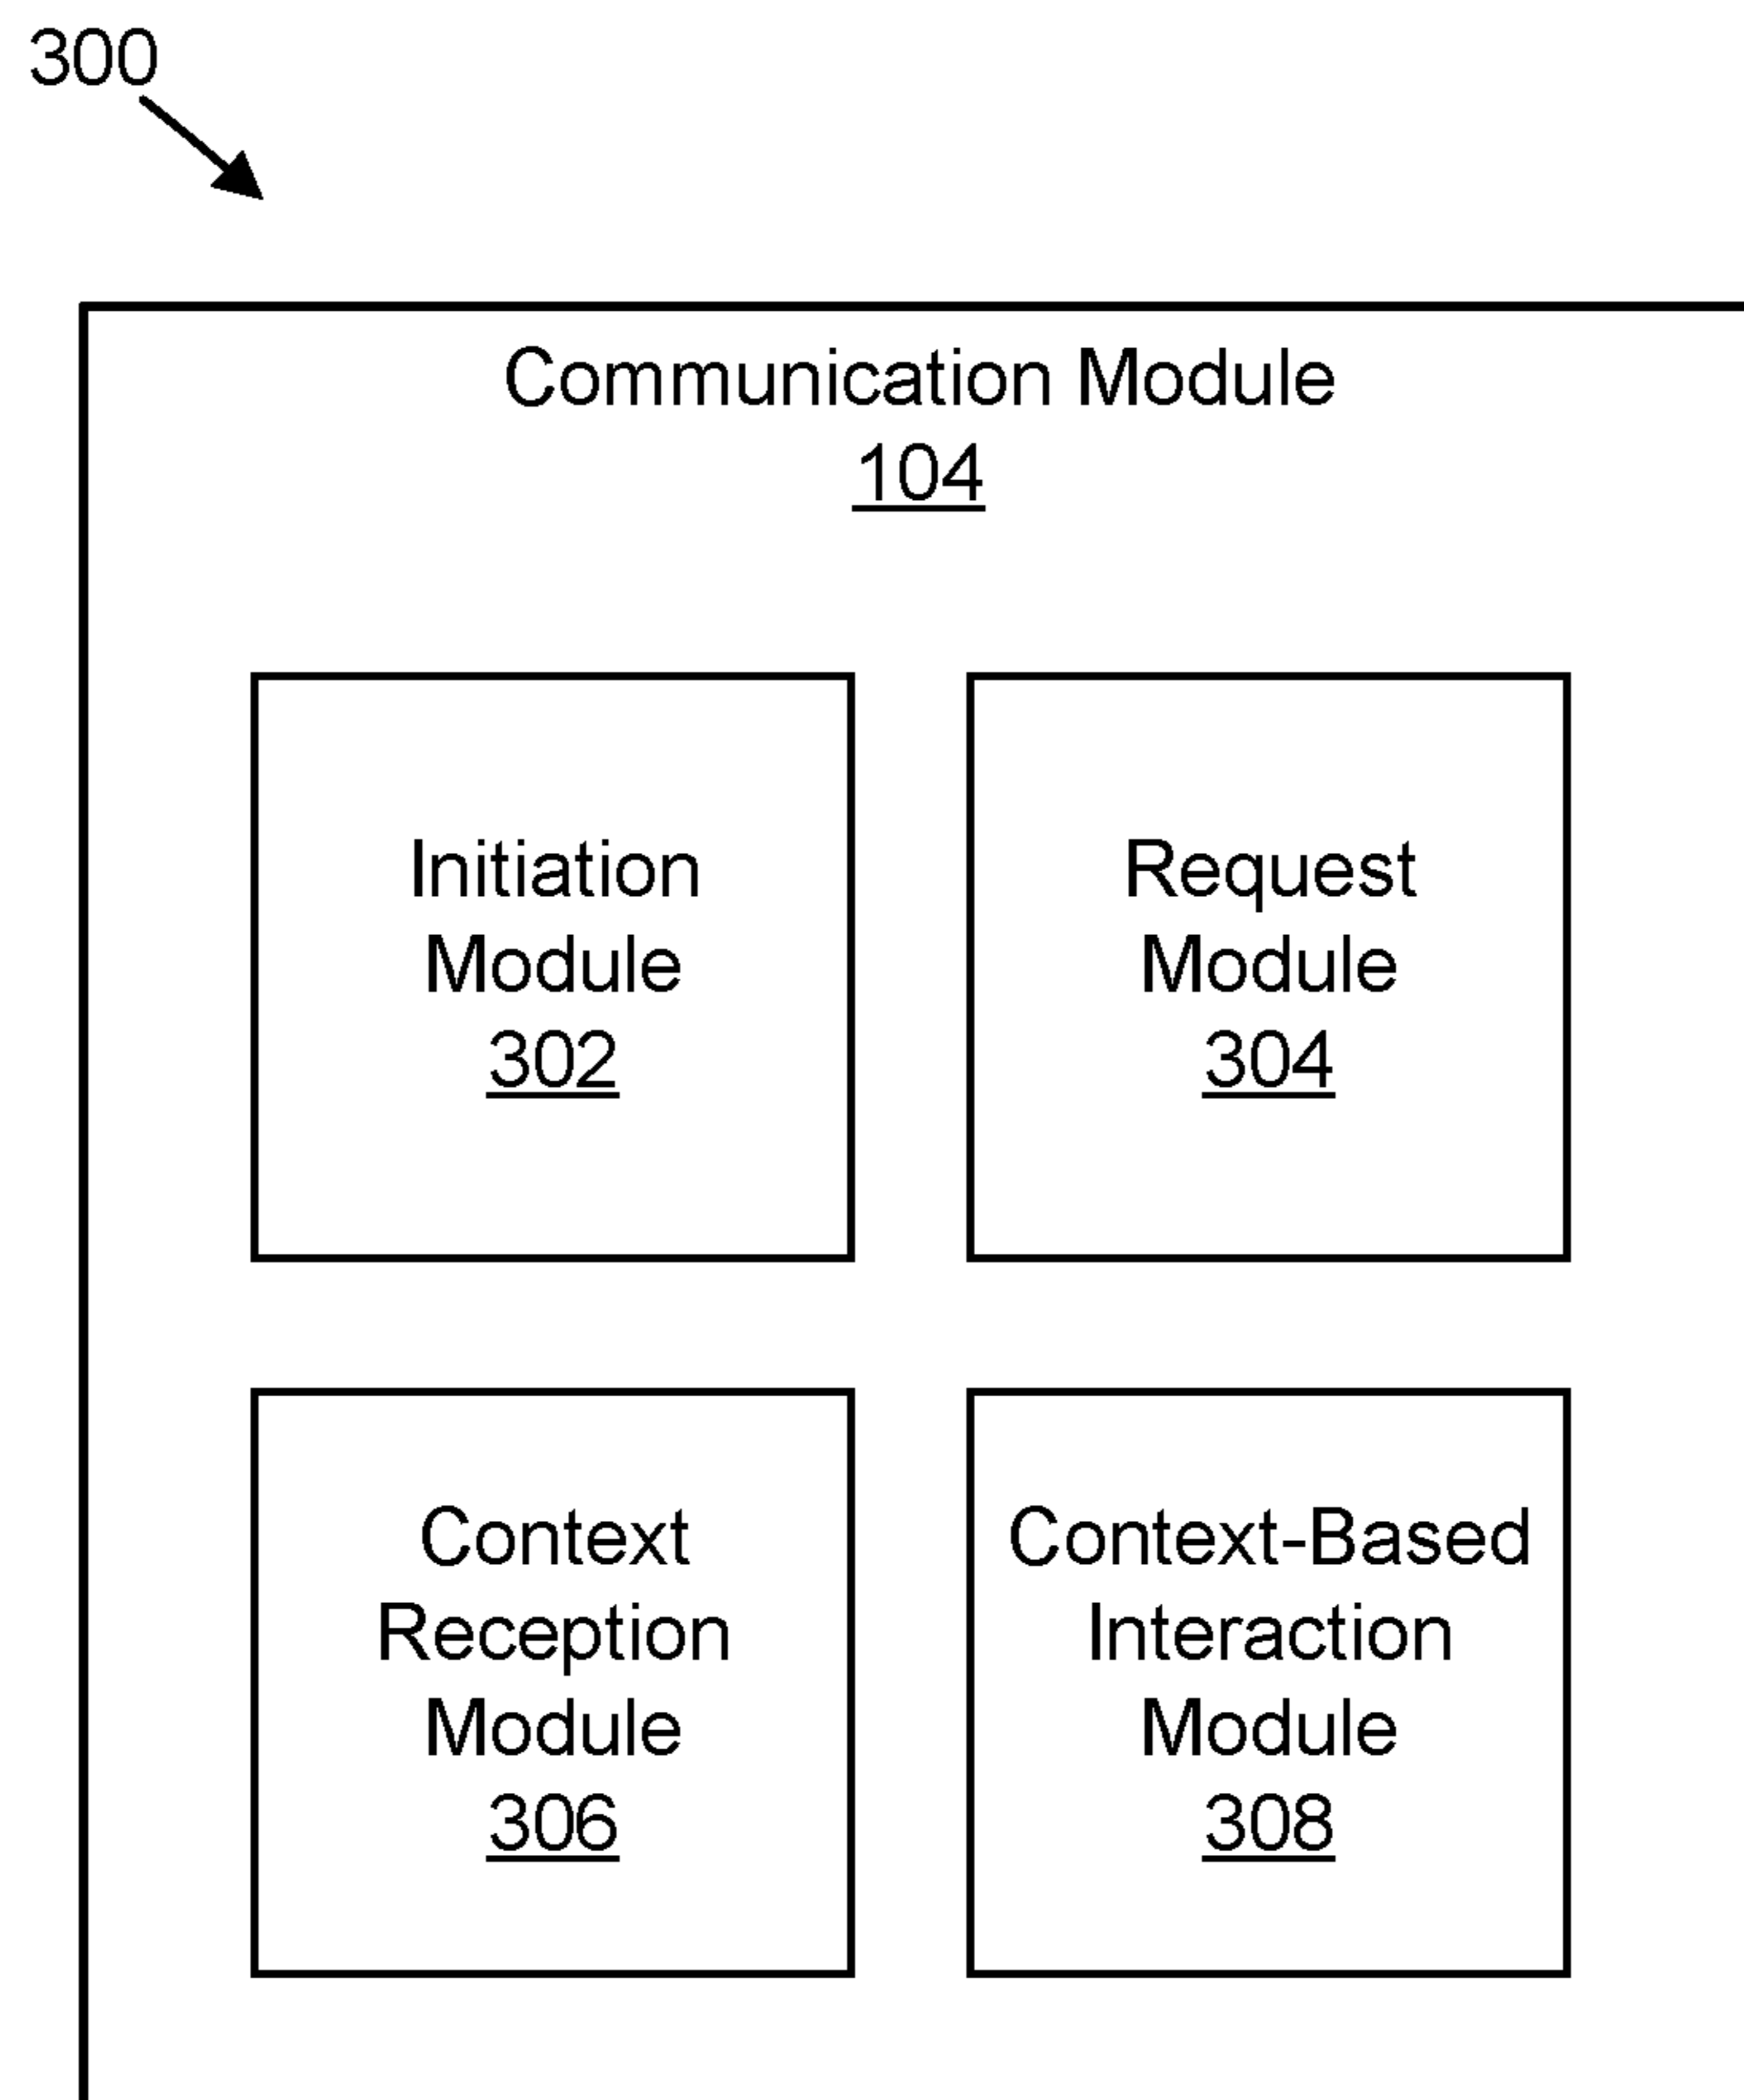 300
Communication Module
104
Initiation
Module
302
Request
Module
304
Context
Reception
Module
306
Context-Based
Interaction
Module
308